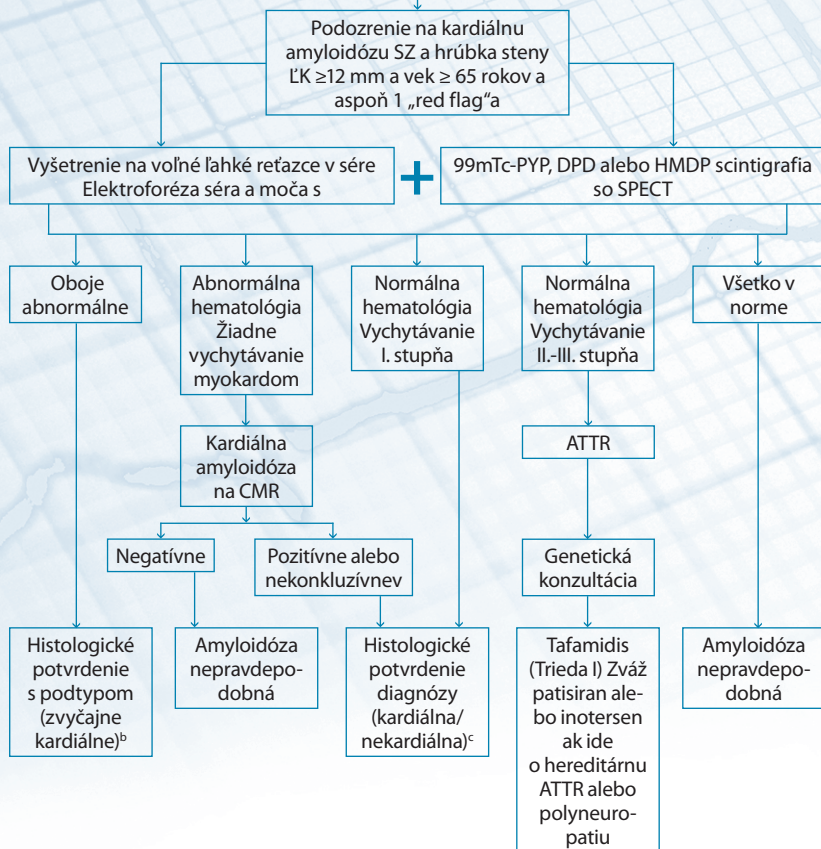 Podozrenie na kardiálnu
amyloidózu SZ a hrúbka steny
ĽK ≥12 mm a vek ≥ 65 rokov a
aspoň 1 „red flag“a
Vyšetrenie na voľné ľahké reťazce v sére
Elektroforéza séra a moča s
+
99mTc-PYP, DPD alebo HMDP scintigrafia
so SPECT
Oboje
abnormálne
Abnormálna
hematológia
Žiadne
vychytávanie
myokardom
Normálna
hematológia
Vychytávanie
I. stupňa
Normálna
hematológia
Vychytávanie
II.-III. stupňa
Všetko v
norme
Kardiálna
amyloidóza
na CMR
ATTR
Negatívne
Pozitívne alebo
nekonkluzívnev
Genetická
konzultácia
Histologické
potvrdenie
s podtypom
(zvyčajne
kardiálne)ᵇ
Amyloidóza
nepravdepo-
dobná
Histologické
potvrdenie
diagnózy
(kardiálna/
nekardiálna)ᶜ
Tafamidis
(Trieda I) Zváž
patisiran ale-
bo inotersen
ak ide
o hereditárnu
ATTR alebo
polyneuro-
patiu
Amyloidóza
nepravdepo-
dobná